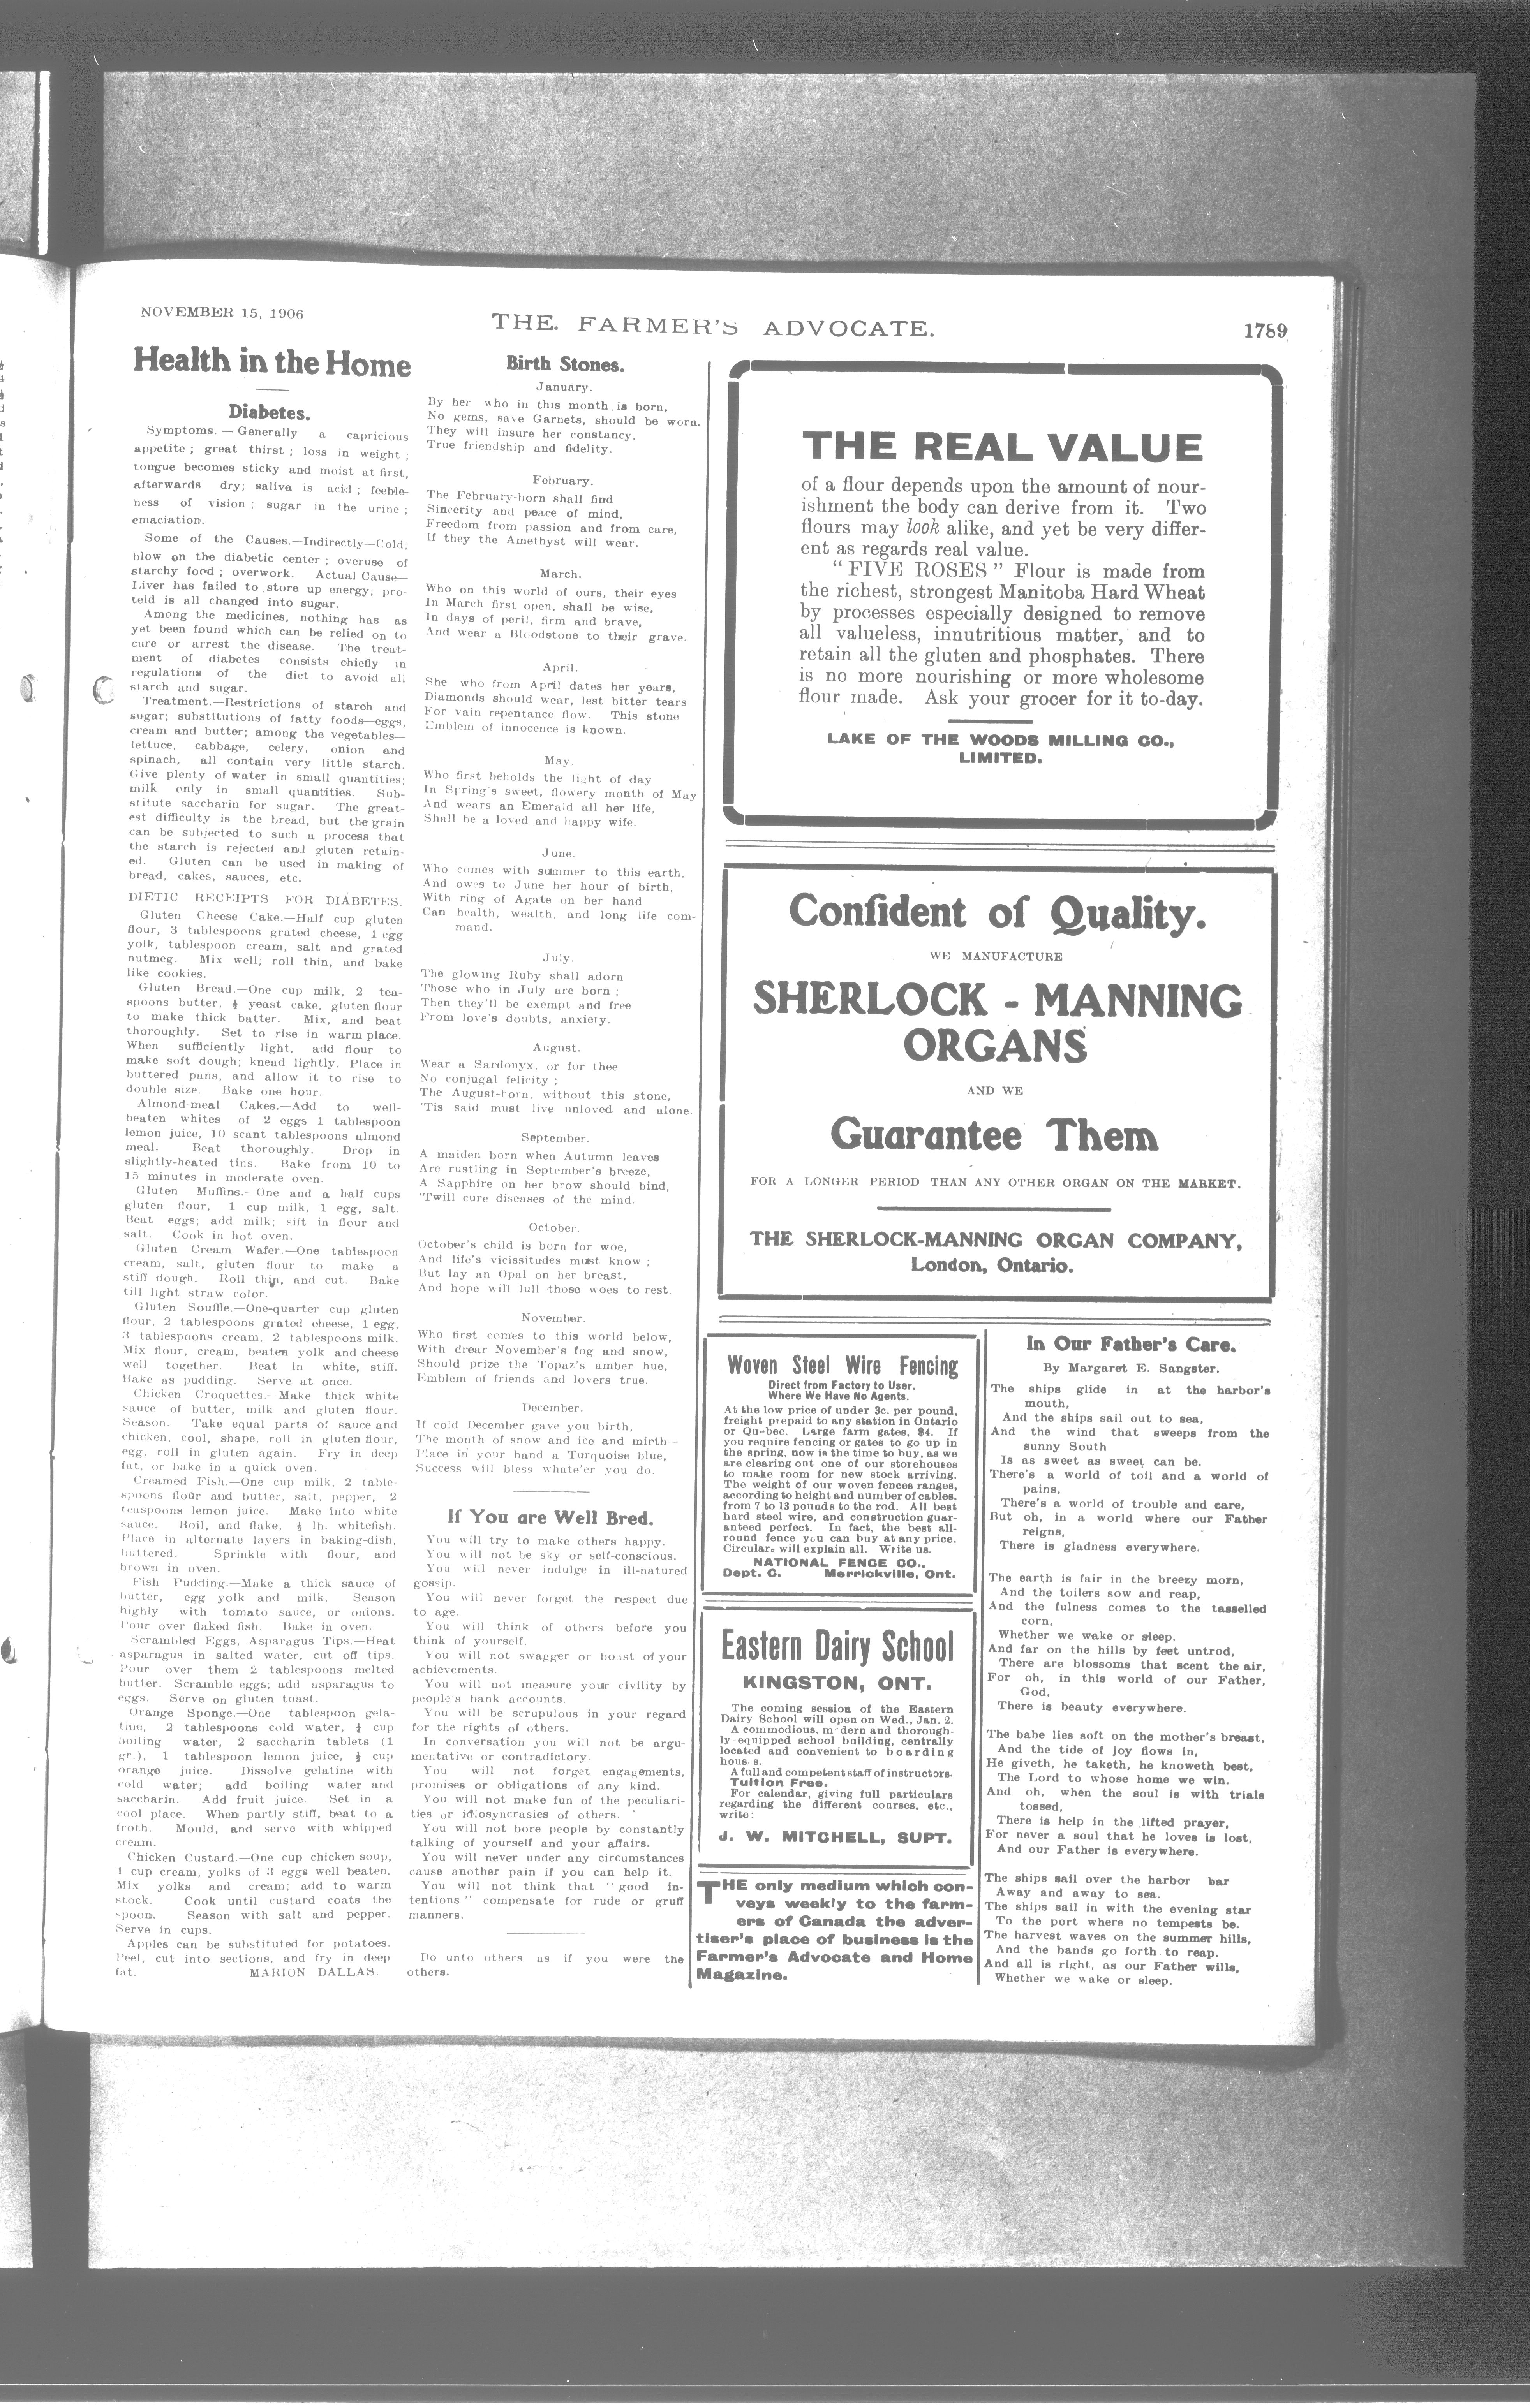 NOVEMBER 15, 1906
THE FARMER'S ADVOCATE.
1789
Health in the Home
Diabetes.
Symptoms. — Generally a capricious
appetite ; great thirst ; loss in weight ;
tongue becomes sticky and moist at first,
afterwards dry; saliva is acid ; feeble-
ness of vision ; sugar in the urine ;
emaciation.
Some of the Causes.—Indirectly—Cold;
blow on the diabetic center ; overuse of
starchy food ; overwork. Actual Cause—
Liver has failed to store up energy; pro-
teid is all changed into sugar.
Among the medicines, nothing has as
yet been found which can be relied on to
cure or arrest the disease. The treat-
ment of diabetes consists chiefly in
regulations of the diet to avoid all
starch and sugar.
Treatment.—Restrictions of starch and
sugar; substitutions of fatty foods—eggs,
cream and butter; among the vegetables—
lettuce, cabbage, celery, onion and
spinach, all contain very little starch.
Give plenty of water in small quantities;
milk only in small quantities. Sub-
stitute saccharin for sugar. The great-
est difficulty is the bread, but the grain
can be subjected to such a process that
the starch is rejected and gluten retain-
ed. Gluten can be used in making of
bread, cakes, sauces, etc.
DIETIC RECEIPTS FOR DIABETES.
Gluten Cheese Cake.—Half cup gluten
flour, 3 tablespoons grated cheese, 1 egg
yolk, tablespoon cream, salt and grated
nutmeg. Mix well; roll thin, and bake
like cookies.
Gluten Bread.—One cup milk, 2 tea-
spoons butter, ½ yeast cake, gluten flour
to make thick batter. Mix, and beat
thoroughly. Set to rise in warm place.
When sufficiently light, add flour to
make soft dough; knead lightly. Place in
buttered pans, and allow it to rise to
double size. Bake one hour.
Almond-meal Cakes.—Add to well-
beaten whites of 2 eggs 1 tablespoon
lemon juice, 10 scant tablespoons almond
meal. Beat thoroughly. Drop in
slightly-heated tins. Bake from 10 to
15 minutes in moderate oven.
Gluten Muffins.—One and a half cups
gluten flour, 1 cup milk, 1 egg, salt.
Beat eggs; add milk; sift in flour and
salt. Cook in hot oven.
Gluten Cream Wafer.—One tablespoon
cream, salt, gluten flour to make a
stiff dough. Roll thin, and cut. Bake
till light straw color.
Gluten Souffle.—One-quarter cup gluten
flour, 2 tablespoons grated cheese, 1 egg,
3 tablespoons cream, 2 tablespoons milk.
Mix flour, cream, beaten yolk and cheese
well together. Beat in white, stiff.
Bake as pudding. Serve at once.
Chicken Croquettes.—Make thick white
sauce of butter, milk and gluten flour.
Season. Take equal parts of sauce and
chicken, cool, shape, roll in gluten flour,
egg, roll in gluten again. Fry in deep
fat, or bake in a quick oven.
Creamed Fish.—One cup milk, 2 table-
spoons flour and butter, salt, pepper, 2
teaspoons lemon juice. Make into white
sauce. Boil, and flake, ½ lb. whitefish.
Place in alternate layers in baking-dish,
buttered. Sprinkle with flour, and
brown in oven.
Fish Pudding.—Make a thick sauce of
butter, egg yolk and milk. Season
highly with tomato sauce, or onions.
Pour over flaked fish. Bake in oven.
Scrambled Eggs, Asparagus Tips.—Heat
asparagus in salted water, cut off tips.
Pour over them 2 tablespoons melted
butter. Scramble eggs; add asparagus to
eggs. Serve on gluten toast.
Orange Sponge.—One tablespoon gela-
tine, 2 tablespoons cold water, cup
boiling water, 2 saccharin tablets (1
gr.), 1 tablespoon lemon juice, cup
orange juice. Dissolve gelatine with
cold water; add boiling water and
saccharin. Add fruit juice. Set in a
cool place. When partly stiff, beat to a
froth. Mould, and serve with whipped
cream.
Chicken Custard.—One cup chicken soup,
1 cup cream, yolks of 3 eggs well beaten.
Mix yolks and cream; add to warm
stock. Cook until custard coats the
spoon. Season with salt and pepper.
Serve in cups.
Apples can be substituted for potatoes.
Peel, cut into sections, and fry in deep
fat. MARION DALLAS.
Birth Stones.
January.
By her who in this month is born,
No gems, save Garnets, should be worn.
They will insure her constancy,
True friendship and fidelity.
February.
The February-born shall find
Sincerity and peace of mind,
Freedom from passion and from care,
If they the Amethyst will wear.
March.
Who on this world of ours, their eyes
In March first open, shall be wise,
In days of peril, firm and brave,
And wear a Bloodstone to their grave.
April.
She who from April dates her years,
Diamonds should wear, lest bitter tears
For vain repentance flow. This stone
Emblem of innocence is known.
May.
Who first beholds the light of day
In Spring's sweet, flowery month of May
And wears an Emerald all her life,
Shall be a loved and happy wife.
June.
Who comes with summer to this earth,
And owes to June her hour of birth,
With ring of Agate on her hand
Can health, wealth, and long life com-
mand.
July.
The glowing Ruby shall adorn
Those who in July are born ;
Then they'll be exempt and free
From love's doubts, anxiety.
August.
Wear a Sardonyx, or for thee
No conjugal felicity ;
The August-born, without this stone,
'Tis said must live unloved and alone.
September.
A maiden born when Autumn leaves
Are rustling in September's breeze,
A Sapphire on her brow should bind,
'Twill cure diseases of the mind.
October.
October's child is born for woe,
And life's vicissitudes must know ;
But lay an Opal on her breast,
And hope will lull those woes to rest.
November.
Who first comes to this world below,
With drear November's fog and snow,
Should prize the Topaz's amber hue,
Emblem of friends and lovers true.
December.
If cold December gave you birth,
The month of snow and ice and mirth—
Place in your hand a Turquoise blue,
Success will bless whate'er you do.
If You are Well Bred.
You will try to make others happy.
You will not be sky or self-conscious.
You will never indulge in ill-natured
gossip.
You will never forget the respect due
to age.
You will think of others before you
think of yourself.
You will not swagger or boast of your
achievements.
You will not measure your civility by
people's bank accounts.
You will be scrupulous in your regard
for the rights of others.
In conversation you will not be argu-
mentative or contradictory.
You will not forget engagements,
promises or obligations of any kind.
You will not make fun of the peculiari-
ties or idiosyncrasies of others.
You will not bore people by constantly
talking of yourself and your affairs.
You will never under any circumstances
cause another pain if you can help it.
You will not think that "good in-
tentions" compensate for rude or gruff
manners.
Do unto others as if you were the
others.
THE REAL VALUE
of a flour depends upon the amount of nour-
ishment the body can derive from it. Two
flours may look alike, and yet be very differ-
ent as regards real value.
"FIVE ROSES" Flour is made from
the richest, strongest Manitoba Hard Wheat
by processes especially designed to remove
all valueless, innutritious matter, and to
retain all the gluten and phosphates. There
is no more nourishing or more wholesome
flour made. Ask your grocer for it to-day.
LAKE OF THE WOODS MILLING CO.,
LIMITED.
Confident of Quality.
WE MANUFACTURE
SHERLOCK - MANNING
ORGANS
AND WE
Guarantee Them
FOR A LONGER PERIOD THAN ANY OTHER ORGAN ON THE MARKET.
THE SHERLOCK-MANNING ORGAN COMPANY,
London, Ontario.
Woven Steel Wire Fencing
Direct from Factory to User.
Where We Have No Agents.
At the low price of under 3c. per pound,
freight prepaid to any station in Ontario
or Quebec. Large farm gates, $4. If
you require fencing or gates to go up in
the spring, now is the time to buy, as we
are clearing out one of our storehouses
to make room for new stock arriving.
The weight of our woven fences ranges,
according to height and number of cables,
from 7 to 13 pounds to the rod. All best
hard steel wire, and construction guar-
anteed perfect. In fact, the best all-
round fence you can buy at any price.
Circulars will explain all. Write us.
NATIONAL FENCE CO.,
Dept. C. Merrickville, Ont.
Eastern Dairy School
KINGSTON, ONT.
The coming session of the Eastern
Dairy School will open on Wed., Jan. 2.
A commodious, modern and thorough-
ly-equipped school building, centrally
located and convenient to boarding
houses.
A full and competent staff of instructors.
Tuition Free.
For calendar, giving full particulars
regarding the different courses, etc.,
write:
J. W. MITCHELL, SUPT.
THE only medium which con-
veys weekly to the farm-
ers of Canada the adver-
tiser's place of business is the
Farmer's Advocate and Home
Magazine.
In Our Father's Care.
By Margaret E. Sangster.
The ships glide in at the harbor's
mouth,
And the ships sail out to sea,
And the wind that sweeps from the
sunny South
Is as sweet as sweet can be.
There's a world of toil and a world of
pains,
There's a world of trouble and care,
But oh, in a world where our Father
reigns,
There is gladness everywhere.
The earth is fair in the breezy morn,
And the toilers sow and reap,
And the fulness comes to the tasselled
corn,
Whether we wake or sleep.
And far on the hills by feet untrod,
There are blossoms that scent the air,
For oh, in this world of our Father,
God,
There is beauty everywhere.
The babe lies soft on the mother's breast,
And the tide of joy flows in,
He giveth, he taketh, he knoweth best,
The Lord to whose home we win.
And oh, when the soul is with trials
tossed,
There is help in the lifted prayer,
For never a soul that he loves is lost,
And our Father is everywhere.
The ships sail over the harbor bar
Away and away to sea.
The ships sail in with the evening star
To the port where no tempests be.
The harvest waves on the summer hills,
And the bands go forth to reap.
And all is right, as our Father wills,
Whether we wake or sleep.